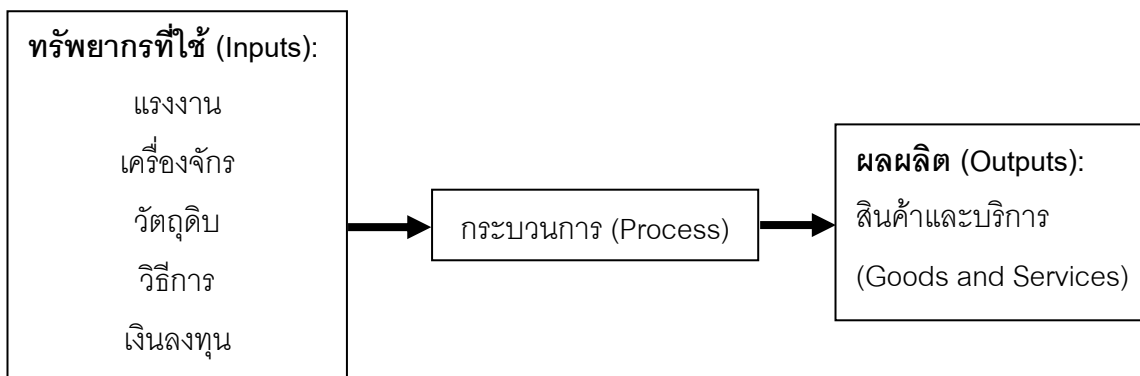 ทรัพยากรที่ใช้ (Inputs):
แรงงาน
เครื่องจักร
วัตถุดิบ
วิธีการ
เงินลงทุน
กระบวนการ (Process)
ผลผลิต (Outputs):
สินค้าและบริการ
(Goods and Services)